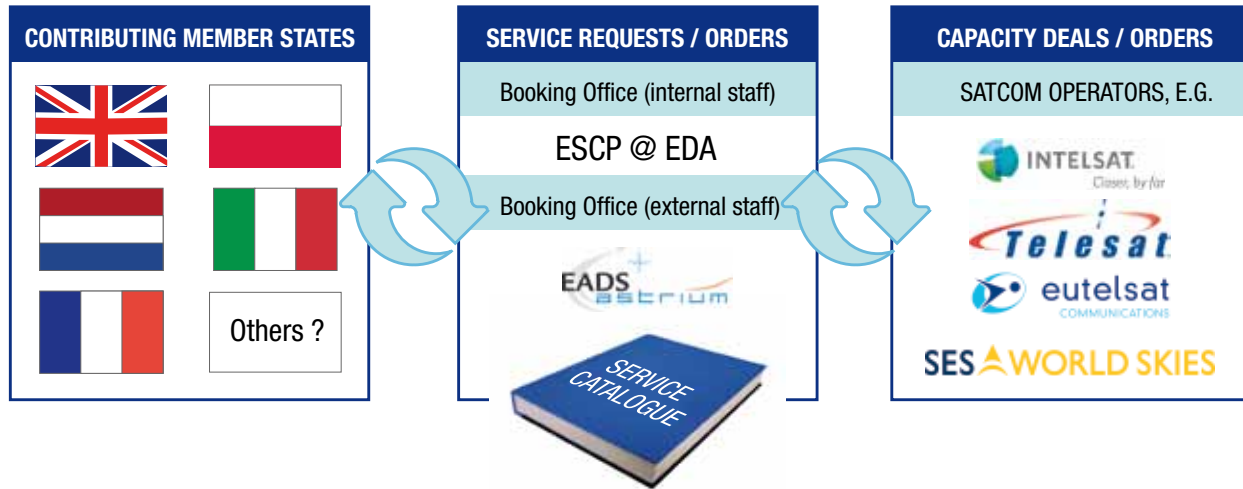 CONTRIBUTING MEMBER STATES
Others ?
SERVICE REQUESTS / ORDERS
Booking Office (internal staff)
ESCP @ EDA
Booking Office (external staff)
EADS
astrium
SERVICE
CATALOGUE
CAPACITY DEALS / ORDERS
SATCOM OPERATORS, E.G.
INTELSAT
Closer, by far
Telesat
eutelsat
COMMUNICATIONS
SES WORLD SKIES